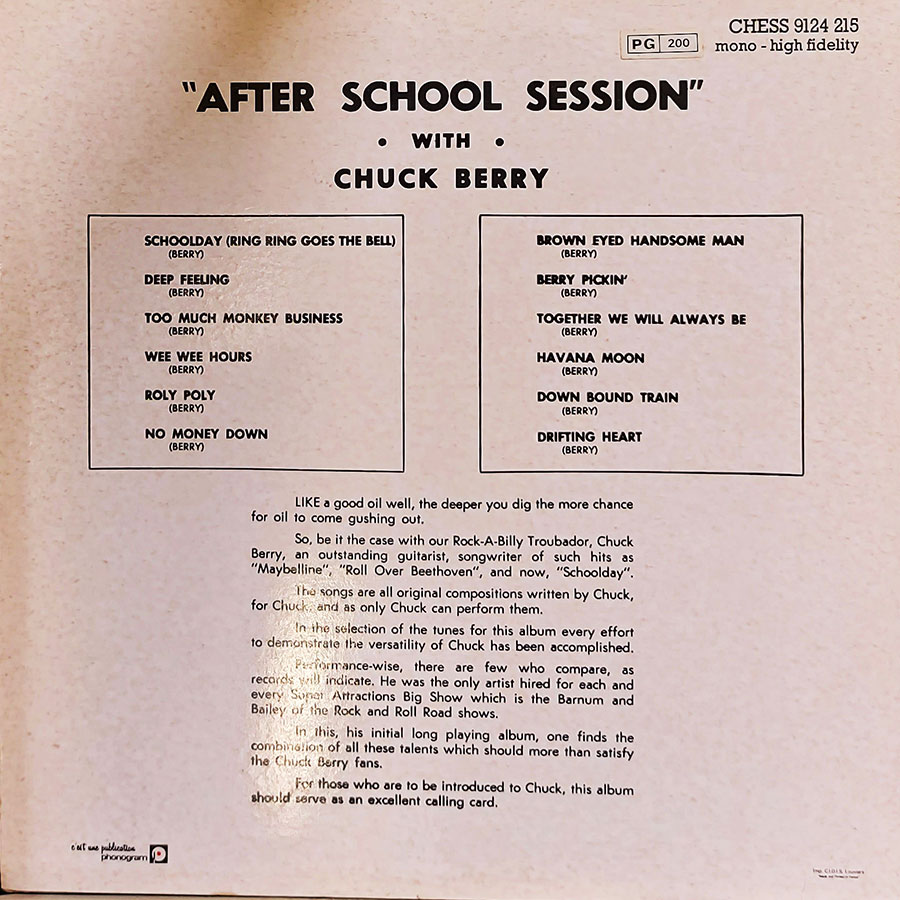 CHESS 9124 215
PG 200
mono - high fidelity
"AFTER SCHOOL SESSION"
• WITH •
CHUCK BERRY
SCHOOLDAY (RING RING GOES THE BELL)
(BERRY)
DEEP FEELING
(BERRY)
TOO MUCH MONKEY BUSINESS
(BERRY)
WEE WEE HOURS
(BERRY)
ROLY POLY
(BERRY)
NO MONEY DOWN
(BERRY)
BROWN EYED HANDSOME MAN
(BERRY)
BERRY PICKIN'
(BERRY)
TOGETHER WE WILL ALWAYS BE
(BERRY)
HAVANA MOON
(BERRY)
DOWN BOUND TRAIN
(BERRY)
DRIFTING HEART
(BERRY)
LIKE a good oil well, the deeper you dig the more chance
for oil to come gushing out.
So, be it the case with our Rock-A-Billy Troubador, Chuck
Berry, an outstanding guitarist, songwriter of such hits as
"Maybelline", "Roll Over Beethoven", and now, "Schoolday".
The songs are all original compositions written by Chuck,
for Chuck, and as only Chuck can perform them.
In the selection of the tunes for this album every effort
to demonstrate the versatility of Chuck has been accomplished.
Performance-wise, there are few who compare, as
records will indicate. He was the only artist hired for each and
every Super Attractions Big Show which is the Barnum and
Bailey of the Rock and Roll Road shows.
In this, his initial long playing album, one finds the
combination of all these talents which should more than satisfy
the Chuck Berry fans.
For those who are to be introduced to Chuck, this album
should serve as an excellent calling card.
c'est une publication
phonogram
Imp. C.I.D.I.S. Louviers